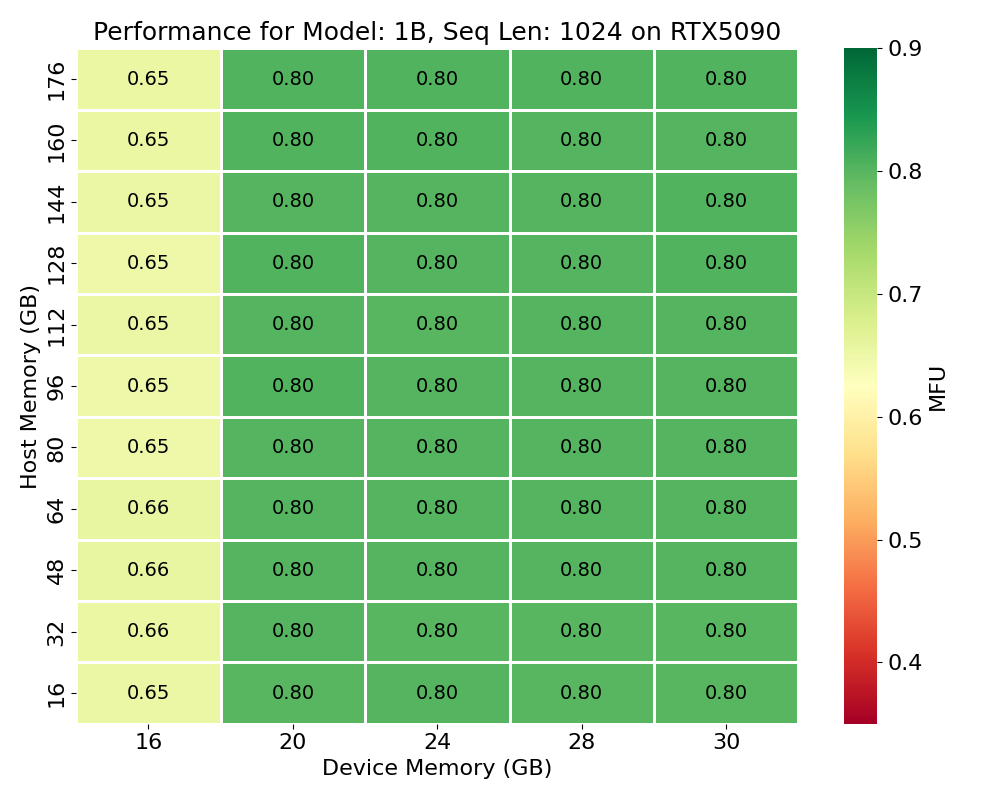 Performance for Model: 1B, Seq Len: 1024 on RTX5090
Host Memory (GB)
176 0.65 0.80 0.80 0.80 0.80
160 0.65 0.80 0.80 0.80 0.80
144 0.65 0.80 0.80 0.80 0.80
128 0.65 0.80 0.80 0.80 0.80
112 0.65 0.80 0.80 0.80 0.80
96 0.65 0.80 0.80 0.80 0.80
80 0.65 0.80 0.80 0.80 0.80
64 0.66 0.80 0.80 0.80 0.80
48 0.66 0.80 0.80 0.80 0.80
32 0.66 0.80 0.80 0.80 0.80
16 0.65 0.80 0.80 0.80 0.80
16 20 24 28 30
Device Memory (GB)
0.9
0.8
0.7
0.6
0.5
0.4
MFU